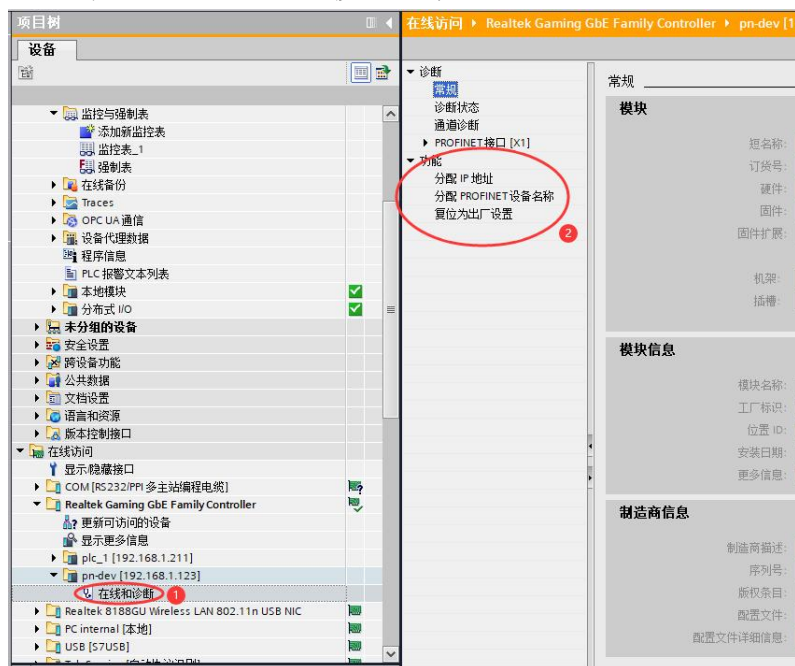 项目树
设备
监控与强制表
添加新监控表
监控表_1
强制表
在线备份
Traces
OPC UA 通信
设备代理数据
程序信息
PLC 报警文本列表
本地模块
分布式 I/O
未分组的设备
安全设置
跨设备功能
公共数据
文档设置
语言和资源
版本控制接口
在线访问
显示/隐藏接口
COM [RS232/PPI 多主站编程电缆]
Realtek Gaming GbE Family Controller
更新可访问的设备
显示更多信息
plc_1 [192.168.1.211]
pn-dev [192.168.1.123]
在线和诊断 1
Realtek 8188GU Wireless LAN 802.11n USB NIC
PC internal [本地]
USB [S7USB]
在线访问 Realtek Gaming GbE Family Controller pn-dev [1
诊断
常规
诊断状态
通道诊断
PROFINET 接口 [X1]
功能
分配 IP 地址
分配 PROFINET 设备名称
复位为出厂设置
2
常规
模块
短名称:
订货号:
硬件:
固件:
固件扩展:
机架:
插槽:
模块信息
模块名称:
工厂标识:
位置 ID:
安装日期:
更多信息:
制造商信息
制造商描述:
序列号:
版权条目:
配置文件:
配置文件详细信息: